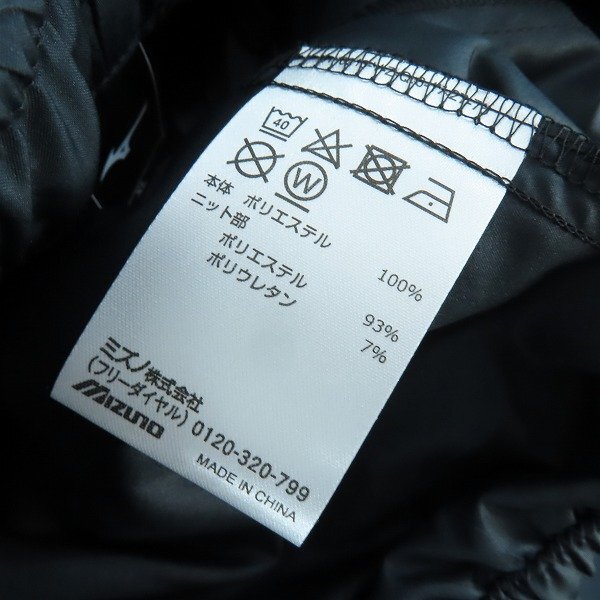 40
W
本体 ポリエステル 100%
ニット部
ポリエステル 93%
ポリウレタン 7%
ミズノ株式会社
(フリーダイヤル) 0120-320-799
MIZUNO
MADE IN CHINA